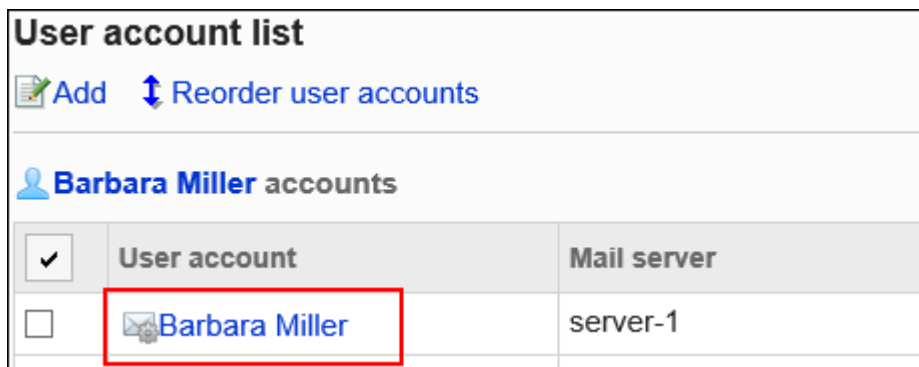 User account list
Add Reorder user accounts
Barbara Miller accounts
User account Mail server
Barbara Miller server-1